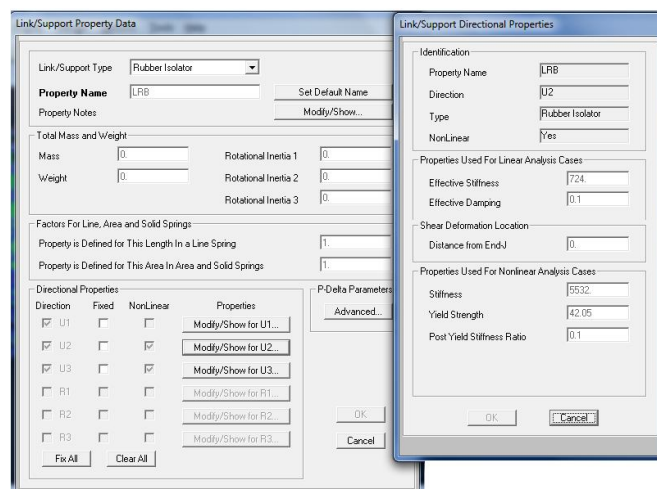 Link/Support Property Data
Link/Support Type
Rubber Isolator
Property Name
LRB
Set Default Name
Property Notes
Modify/Show...
Total Mass and Weight
Mass
0.
Rotational Inertia 1
0.
Weight
0.
Rotational Inertia 2
0.
Rotational Inertia 3
0.
Factors For Line, Area and Solid Springs
Property is Defined for This Length In a Line Spring
1.
Property is Defined for This Area In Area and Solid Springs
1.
Directional Properties
Direction Fixed NonLinear Properties
U1 Modify/Show for U1...
U2 Modify/Show for U2...
U3 Modify/Show for U3...
R1 Modify/Show for R1...
R2 Modify/Show for R2...
R3 Modify/Show for R3...
Fix All Clear All
P-Delta Parameters
Advanced...
OK
Cancel
Link/Support Directional Properties
Identification
Property Name LRB
Direction U2
Type Rubber Isolator
NonLinear Yes
Properties Used For Linear Analysis Cases
Effective Stiffness 724.
Effective Damping 0.1
Shear Deformation Location
Distance from End-J 0.
Properties Used For Nonlinear Analysis Cases
Stiffness 5532.
Yield Strength 42.05
Post Yield Stiffness Ratio 0.1
OK Cancel